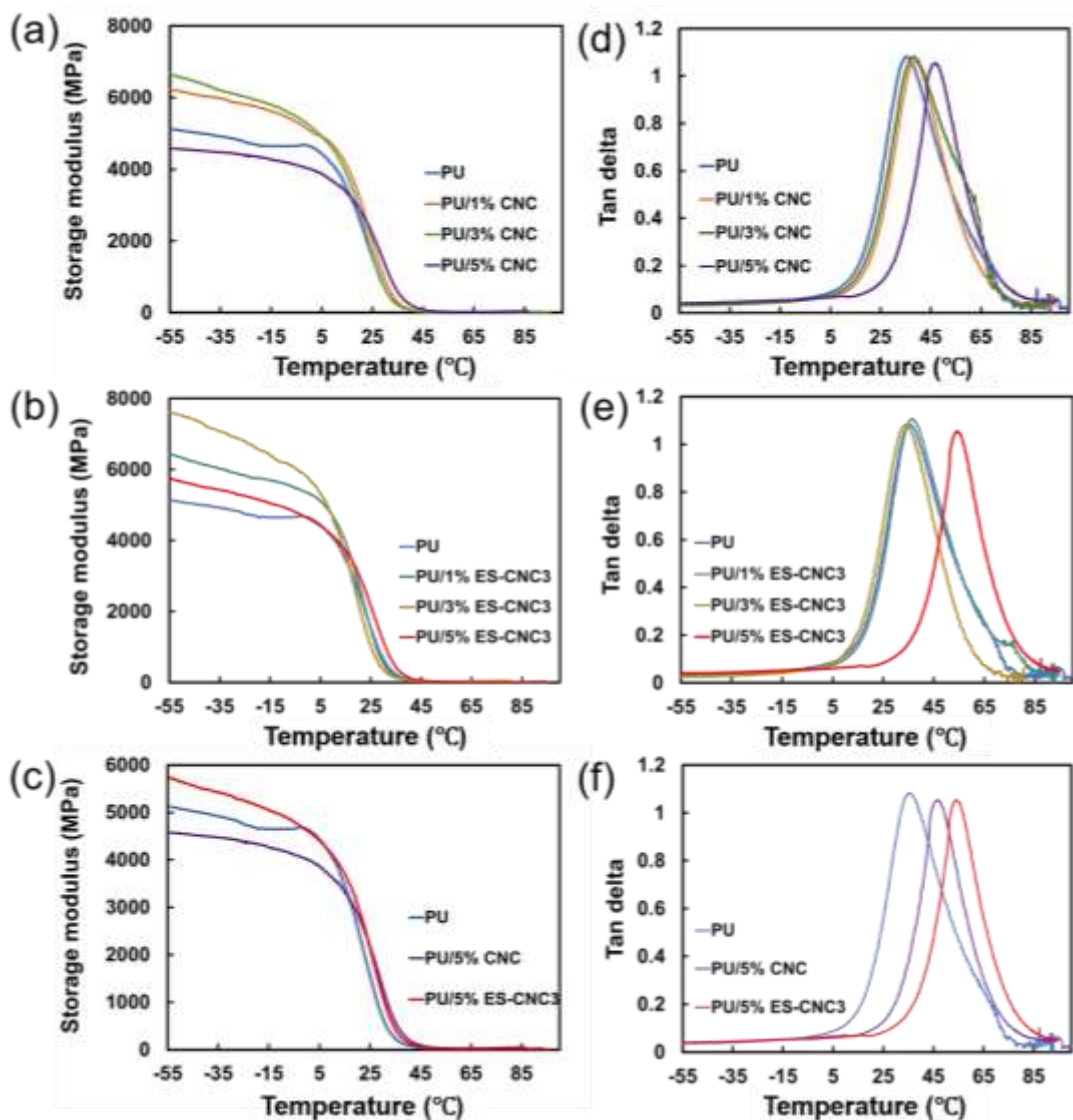 (a)
Storage modulus (MPa)
8000
6000
4000
2000
0
PU
PU/1% CNC
PU/3% CNC
PU/5% CNC
-55 -35 -15 5 25 45 65 85
Temperature (℃)
(d)
Tan delta
1.2
1
0.8
0.6
0.4
0.2
0
PU
PU/1% CNC
PU/3% CNC
PU/5% CNC
-55 -35 -15 5 25 45 65 85
Temperature (℃)
(b)
Storage modulus (MPa)
8000
6000
4000
2000
0
PU
PU/1% ES-CNC3
PU/3% ES-CNC3
PU/5% ES-CNC3
-55 -35 -15 5 25 45 65 85
Temperature (℃)
(e)
Tan delta
1.2
1
0.8
0.6
0.4
0.2
0
PU
PU/1% ES-CNC3
PU/3% ES-CNC3
PU/5% ES-CNC3
-55 -35 -15 5 25 45 65 85
Temperature (℃)
(c)
Storage modulus (MPa)
6000
5000
4000
3000
2000
1000
0
PU
PU/5% CNC
PU/5% ES-CNC3
-55 -35 -15 5 25 45 65 85
Temperature (℃)
(f)
Tan delta
1.2
1
0.8
0.6
0.4
0.2
0
PU
PU/5% CNC
PU/5% ES-CNC3
-55 -35 -15 5 25 45 65 85
Temperature (℃)